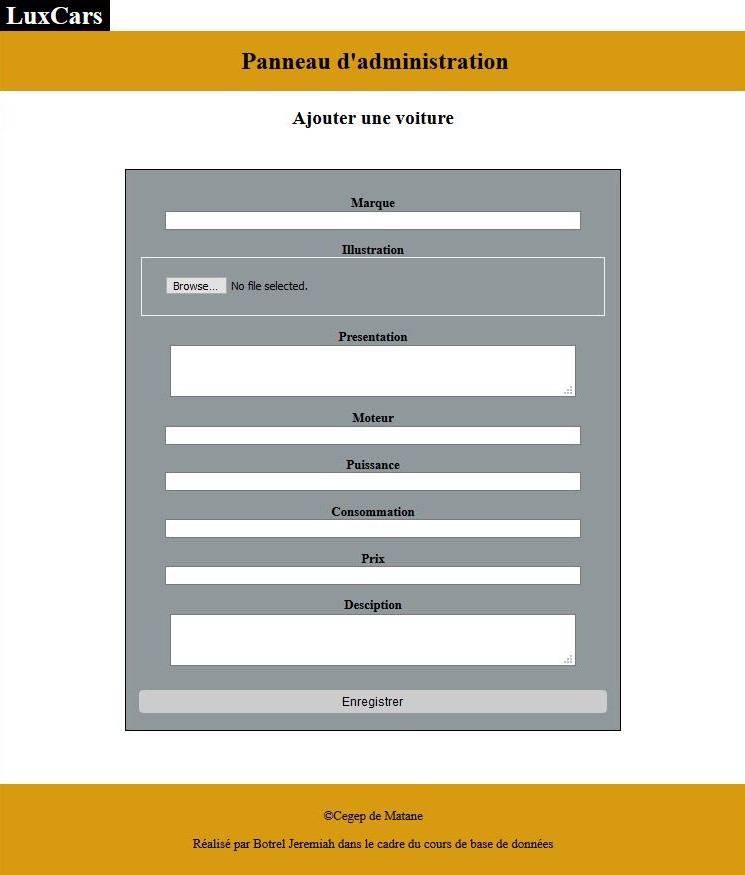 LuxCars
Panneau d'administration
Ajouter une voiture
Marque
Illustration
Browse... No file selected.
Presentation
Moteur
Puissance
Consommation
Prix
Desciption
Enregistrer
©Cegep de Matane
Réalisé par Botrel Jeremiah dans le cadre du cours de base de données